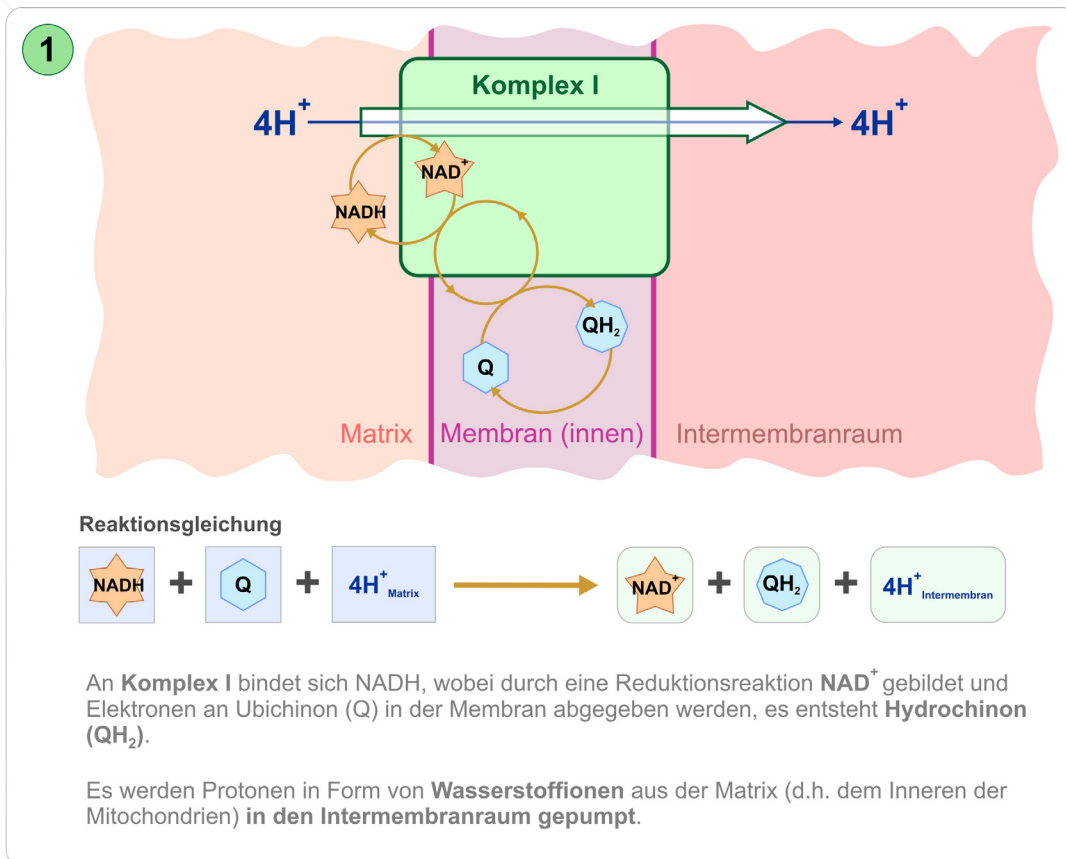 1
Komplex I
4H⁺ 4H⁺
NAD⁺
NADH
QH₂
Q
Matrix Membran (innen) Intermembranraum
Reaktionsgleichung
NADH + Q + 4H⁺ Matrix NAD⁺ + QH₂ + 4H⁺ Intermembran
An Komplex I bindet sich NADH, wobei durch eine Reduktionsreaktion NAD⁺ gebildet und
Elektronen an Ubichinon (Q) in der Membran abgegeben werden, es entsteht Hydrochinon
(QH₂).
Es werden Protonen in Form von Wasserstoffionen aus der Matrix (d.h. dem Inneren der
Mitochondrien) in den Intermembranraum gepumpt.